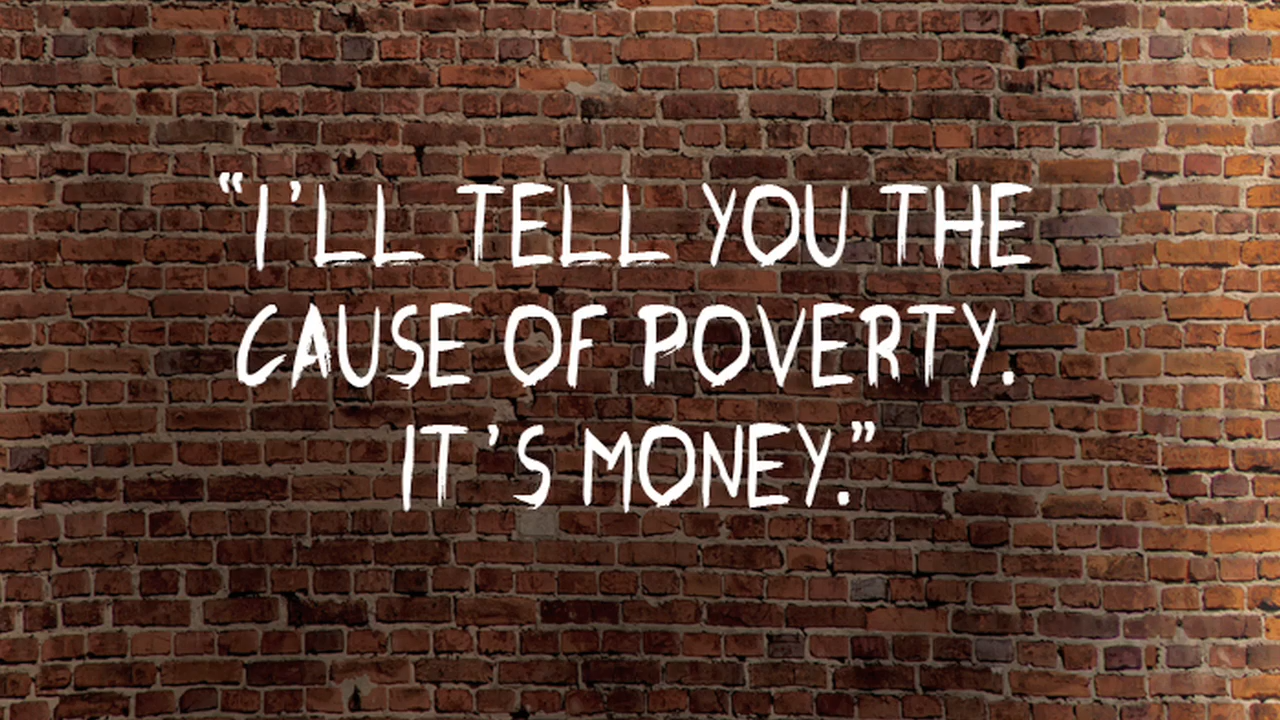 “I’LL TELL YOU THE
CAUSE OF POVERTY.
IT’S MONEY.”